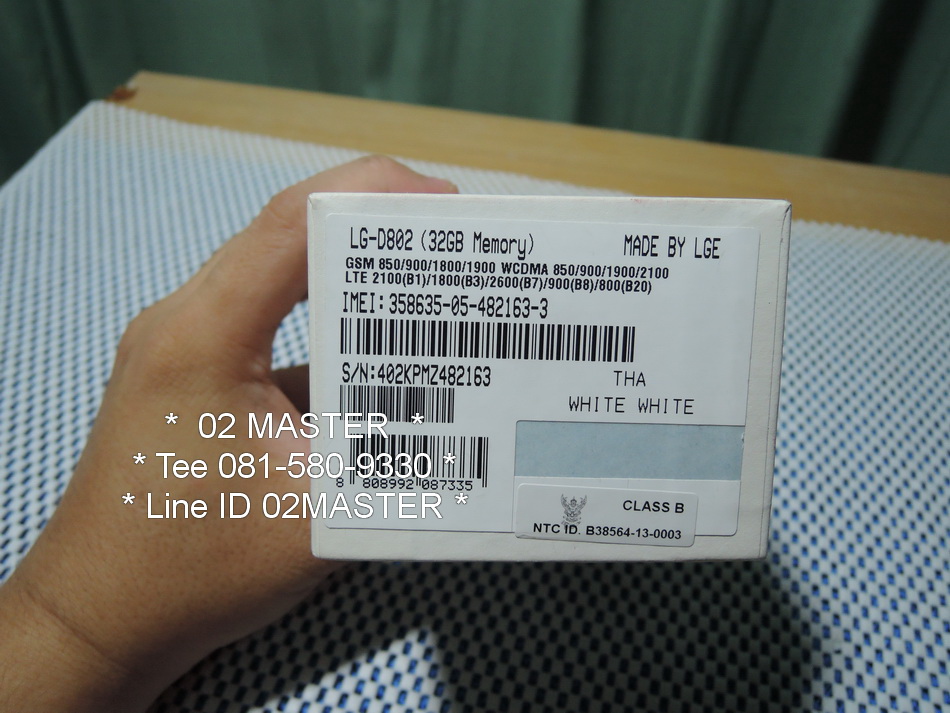 LG-D802 (32GB Memory) MADE BY LGE
GSM 850/900/1800/1900 WCDMA 850/900/1900/2100
LTE 2100(B1)/1800(B3)/2600(B7)/900(B8)/800(B20)
IMEI: 358635-05-482163-3
S/N:402KPMZ482163
THA
WHITE WHITE
* 02 MASTER *
* Tee 081-580-9330 *
8 808992 087335
* Line ID 02MASTER *
CLASS B
NTC ID. B38564-13-0003